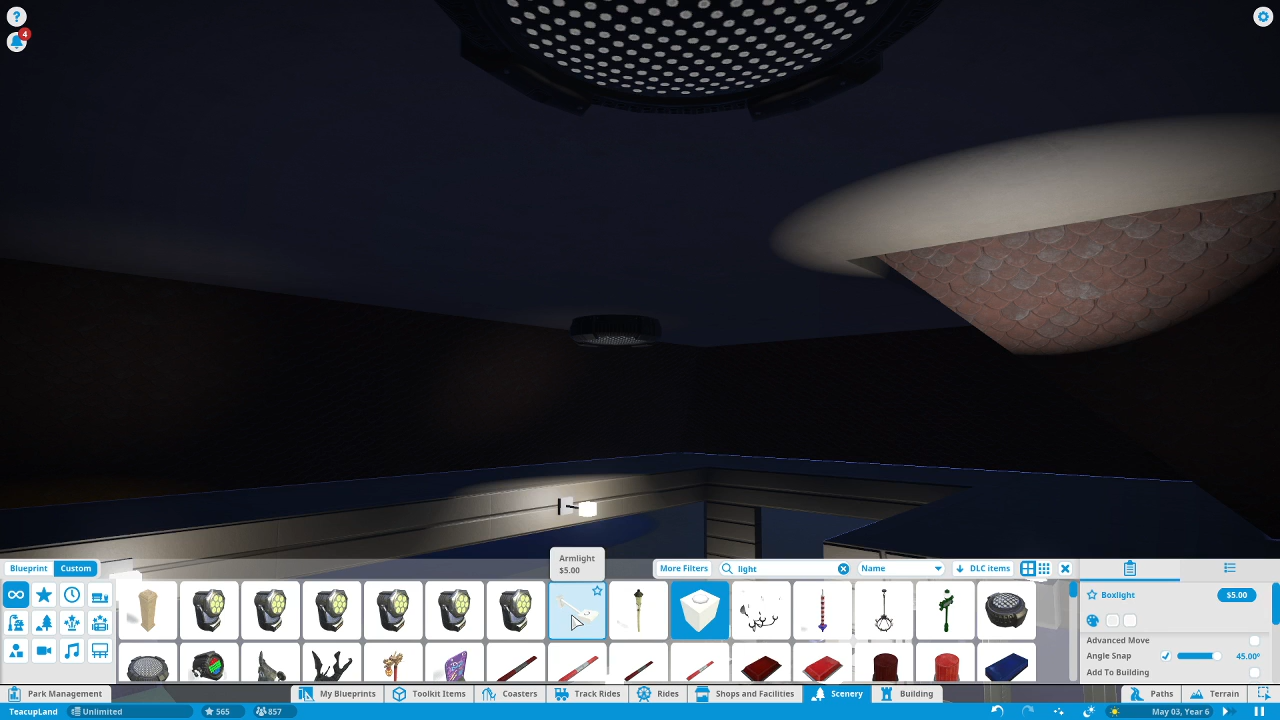 ?
4
Armlight
$5.00
Blueprint
Custom
More Filters
light
Name
DLC items
Boxlight
$5.00
Advanced Move
Angle Snap
45.00°
Add To Building
Park Management
My Blueprints
Toolkit Items
Coasters
Track Rides
Rides
Shops and Facilities
Scenery
Building
Paths
Terrain
TeacupLand
Unlimited
565
857
May 03, Year 6